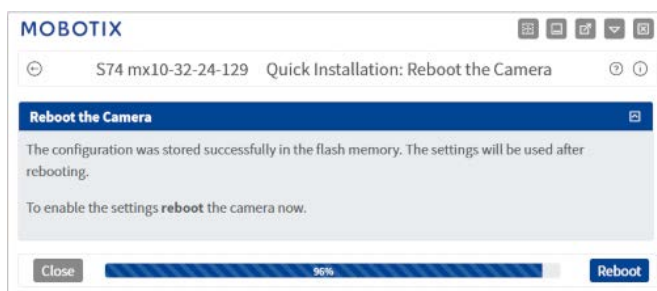 MOBOTIX
S74 mx10-32-24-129 Quick Installation: Reboot the Camera
Reboot the Camera
The configuration was stored successfully in the flash memory. The settings will be used after
rebooting.
To enable the settings reboot the camera now.
Close 96% Reboot